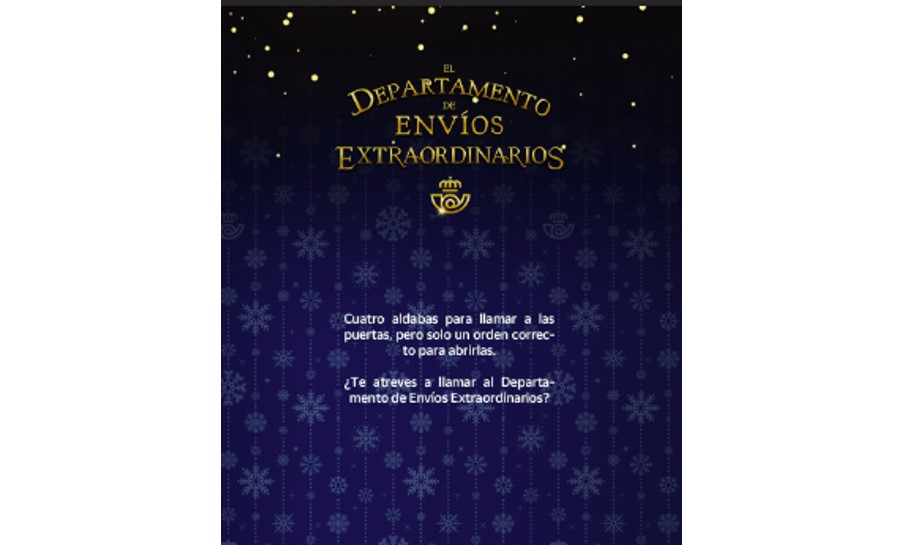 EL
DEPARTAMENTO
DE
ENVÍOS
EXTRAORDINARIOS
Cuatro aldabas para llamar a las
puertas, pero solo un orden correc-
to para abrirlas.
¿Te atreves a llamar al Departa-
mento de Envíos Extraordinarios?